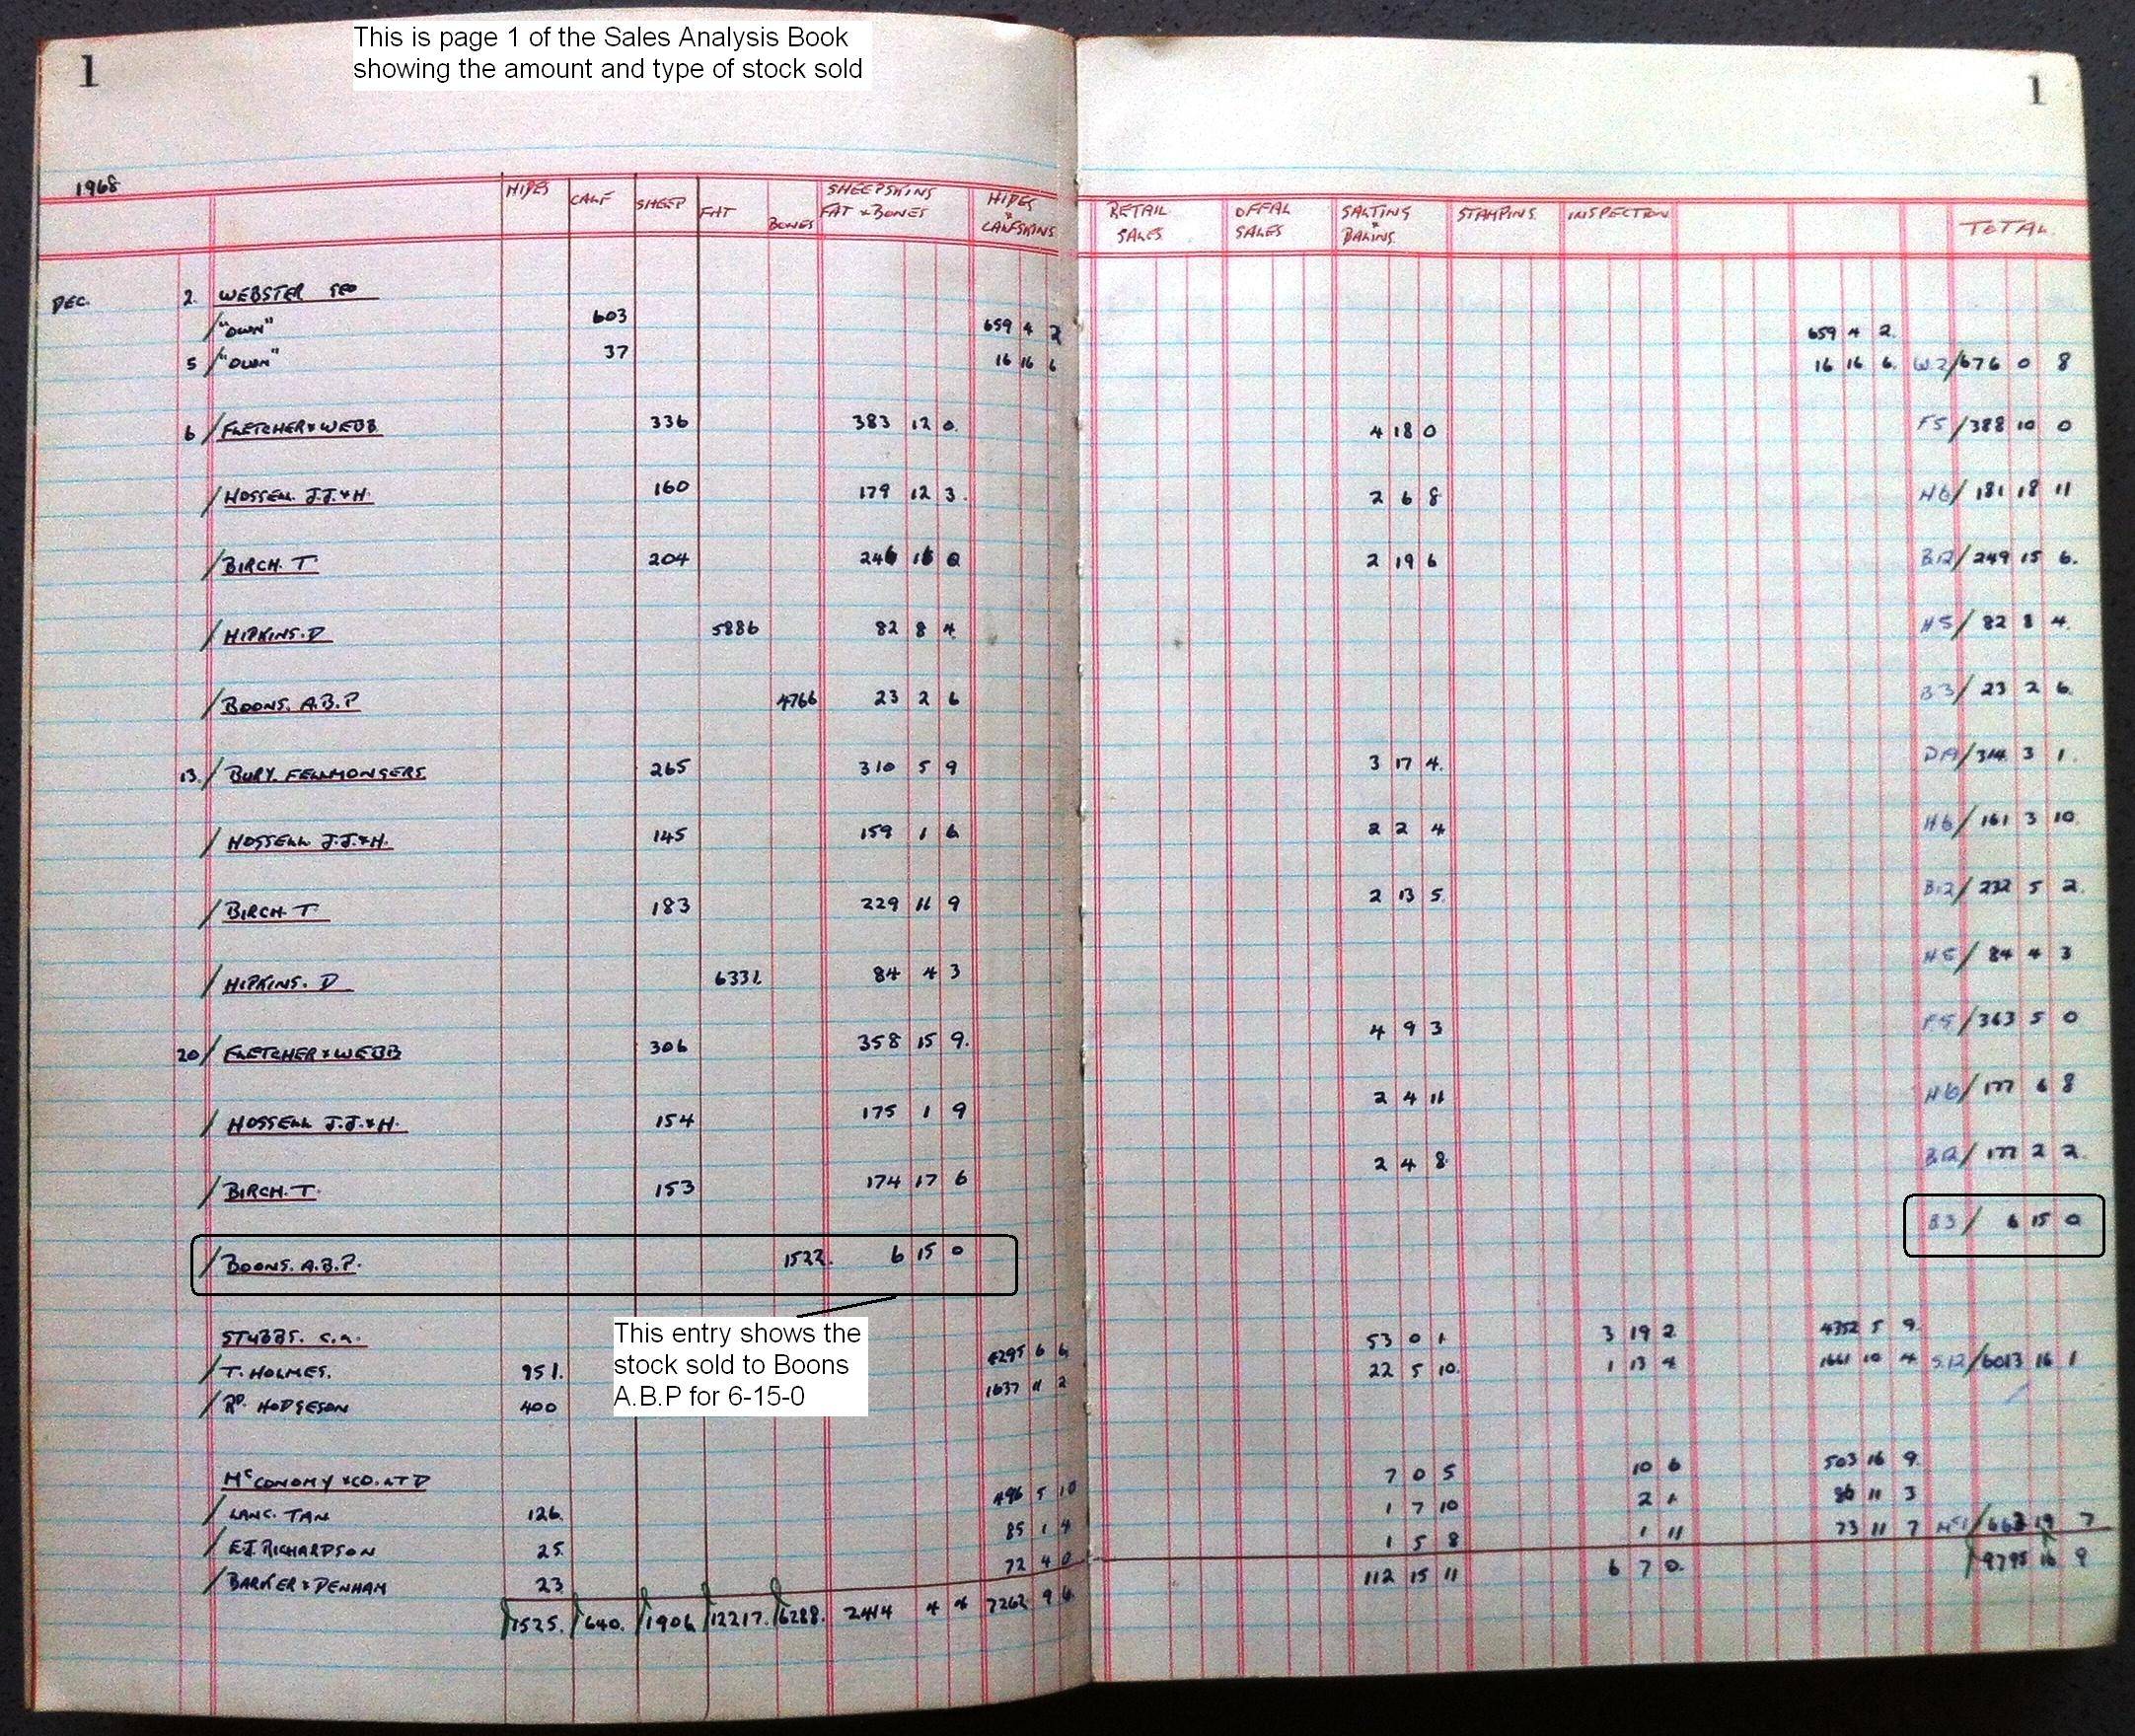 This is page 1 of the Sales Analysis Book
showing the amount and type of stock sold
1 1
1968 HIDES CALF SHEEP FAT BONES SHEEPSKINS FAT & BONES HIDES & CALFSKINS RETAIL SALES OFFAL SALES SALTING & BALING STAMPING INSPECTION TOTAL
DEC. 2. WEBSTER GEO
/ "OWN" 603 659 4 2 659 4 2.
5 / "OWN" 37 16 16 6 16 16 6. W2/ 676 0 8
6 / FLETCHER & WEBB 336 383 12 0. 4 18 0 F5/ 388 10 0
/ HOSSELL J.J. & H. 160 179 12 3. 2 6 8 H6/ 181 18 11
/ BIRCH. T 204 246 16 0 2 19 6 B12/ 249 15 6.
/ HIPKINS. D 5886 82 8 4. H5/ 82 8 4.
/ BOONS. A.B.P 4766 23 2 6 B3/ 23 2 6.
13. / BURY. FELLMONGERS 265 310 5 9 3 17 4. 314 3 1.
/ HOSSELL J.J. & H. 145 159 1 6 2 2 4 H6/ 161 3 10.
/ BIRCH. T 183 229 11 9 2 13 5. B12/ 232 5 2.
/ HIPKINS. D 6331. 84 4 3 H5/ 84 4 3
20 / FLETCHER & WEBB 306 358 15 9. 4 9 3 F5/ 363 5 0
/ HOSSELL J.J. & H. 154 175 1 9 2 4 11 H6/ 177 6 8
/ BIRCH. T. 153 174 17 6 2 4 8. B12/ 177 2 2.
/ BOONS. A.B.P. 1522. 6 15 0 B3/ 6 15 0
This entry shows the
stock sold to Boons
A.B.P for 6-15-0
STUBBS. C.A.
/ T. HOLMES. 951. 4295 6 6 53 0 1 3 19 2. 4352 5 9.
/ RD. HODGESON 400 1637 11 2 22 5 10. 1 13 4 1661 10 4 S12/ 6013 16 1
McCONOMY & CO. LTD
/ LANC. TAN 126. 496 5 10 7 0 5 10 6 503 16 9.
/ E.J. RICHARDSON 25. 85 1 4 1 7 10 2 1 86 11 3
/ BARKER & DENHAM 23 72 4 0 1 5 8 1 11 73 11 7 Mc1/ 663 19 7
1525. 640. 1906 12217. 6288. 2414 4 7262 9 6 112 15 11 6 7 0. 9795 16 9